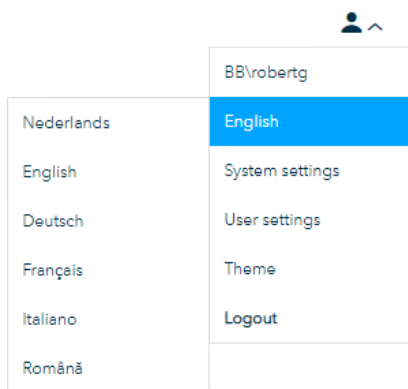 BB\robertg
English
System settings
User settings
Theme
Logout
Nederlands
English
Deutsch
Français
Italiano
Română